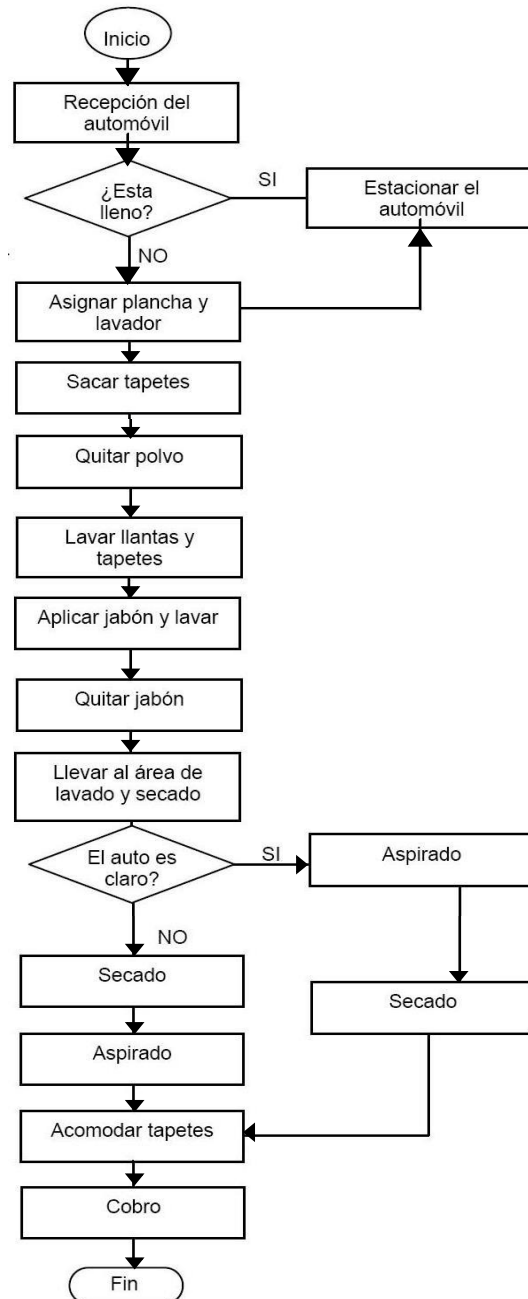 Inicio
Recepción del
automóvil
¿Esta
lleno?
SI
Estacionar el
automóvil
NO
Asignar plancha y
lavador
Sacar tapetes
Quitar polvo
Lavar llantas y
tapetes
Aplicar jabón y lavar
Quitar jabón
Llevar al área de
lavado y secado
El auto es
claro?
SI
Aspirado
NO
Secado
Secado
Aspirado
Acomodar tapetes
Cobro
Fin